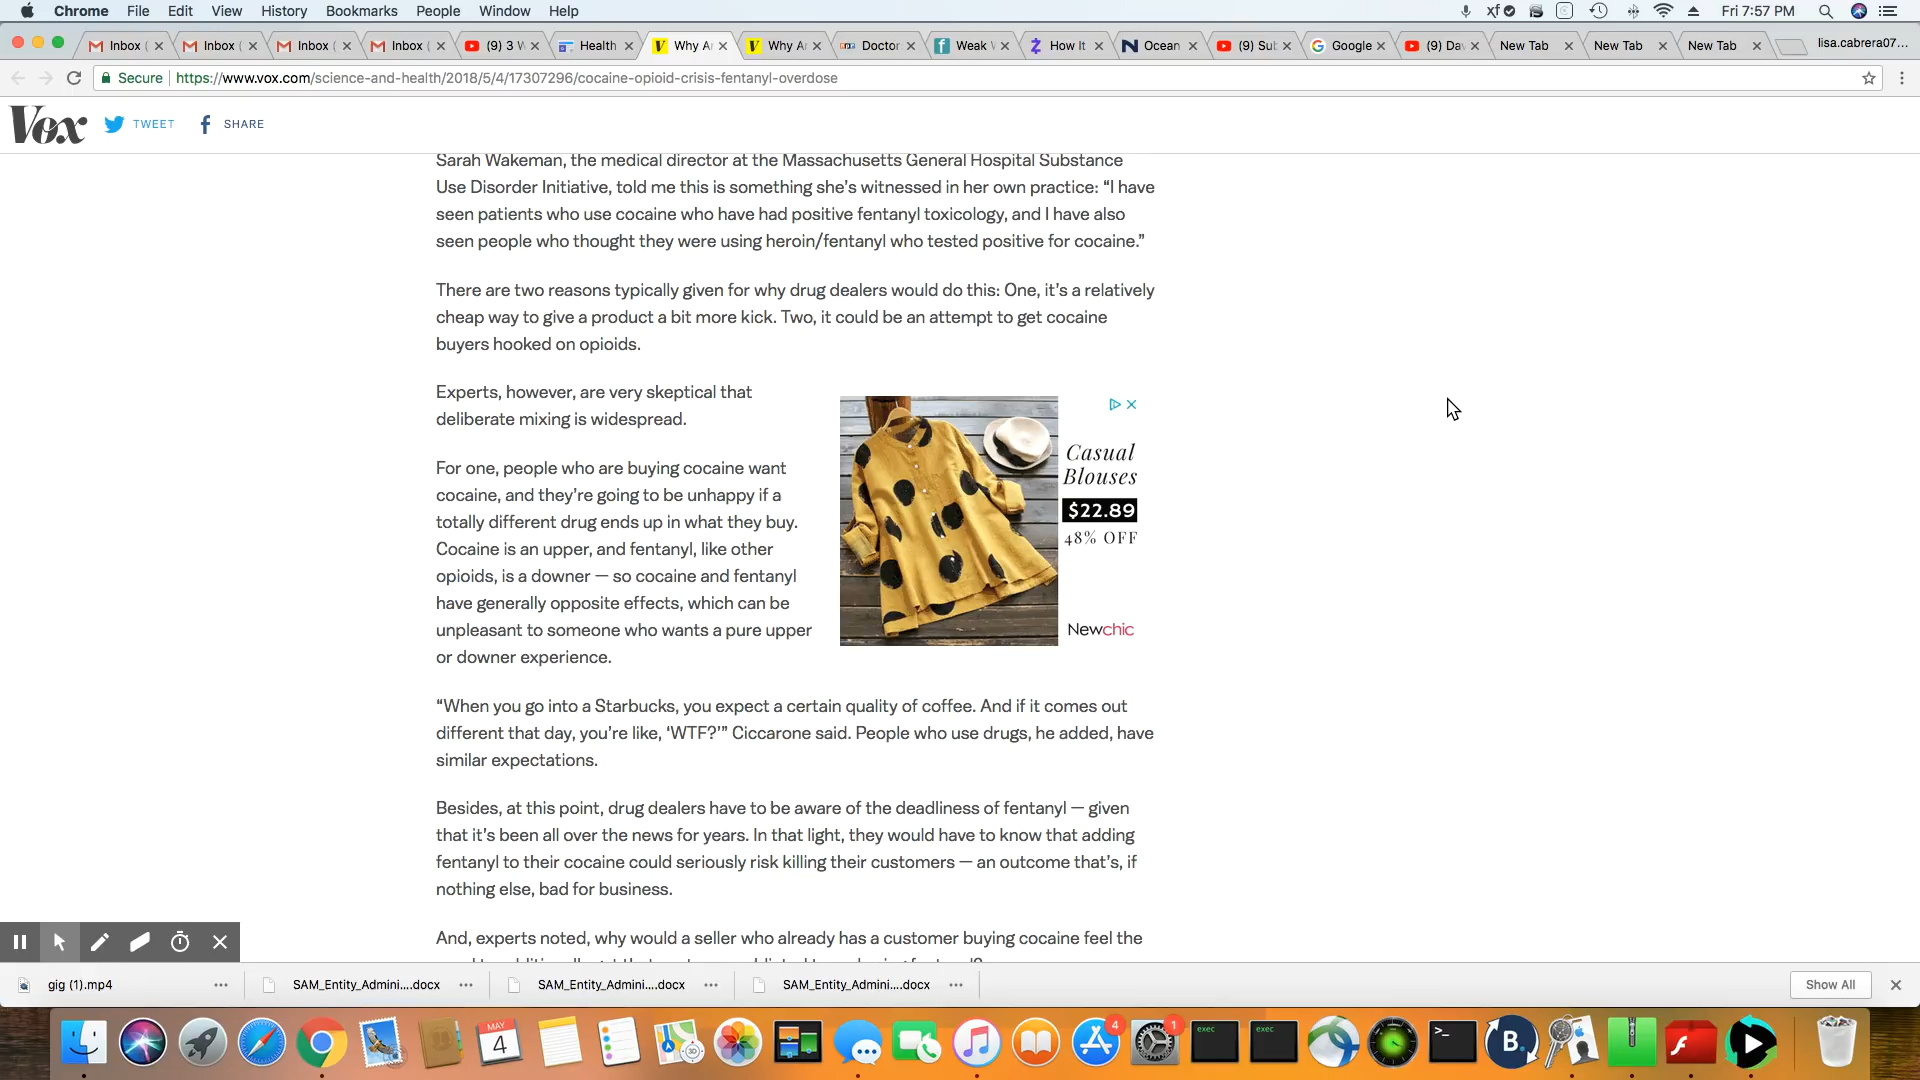 Chrome File Edit View History Bookmarks People Window Help xf Fri 7:57 PM
Inbox ( Inbox ( Inbox ( Inbox ( (9) 3 V Health Why A Why A Doctor Weak How It Ocean (9) Su Google (9) Da New Tab New Tab New Tab lisa.cabrera07...
Secure https://www.vox.com/science-and-health/2018/5/4/17307296/cocaine-opioid-crisis-fentanyl-overdose
Vox TWEET SHARE
Sarah Wakeman, the medical director at the Massachusetts General Hospital Substance
Use Disorder Initiative, told me this is something she’s witnessed in her own practice: “I have
seen patients who use cocaine who have had positive fentanyl toxicology, and I have also
seen people who thought they were using heroin/fentanyl who tested positive for cocaine.”
There are two reasons typically given for why drug dealers would do this: One, it’s a relatively
cheap way to give a product a bit more kick. Two, it could be an attempt to get cocaine
buyers hooked on opioids.
Experts, however, are very skeptical that
deliberate mixing is widespread.
For one, people who are buying cocaine want
cocaine, and they’re going to be unhappy if a
totally different drug ends up in what they buy.
Cocaine is an upper, and fentanyl, like other
opioids, is a downer — so cocaine and fentanyl
have generally opposite effects, which can be
unpleasant to someone who wants a pure upper
or downer experience.
Casual
Blouses
$22.89
48% OFF
Newchic
“When you go into a Starbucks, you expect a certain quality of coffee. And if it comes out
different that day, you’re like, ‘WTF?’” Ciccarone said. People who use drugs, he added, have
similar expectations.
Besides, at this point, drug dealers have to be aware of the deadliness of fentanyl — given
that it’s been all over the news for years. In that light, they would have to know that adding
fentanyl to their cocaine could seriously risk killing their customers — an outcome that’s, if
nothing else, bad for business.
And, experts noted, why would a seller who already has a customer buying cocaine feel the
gig (1).mp4 SAM_Entity_Admini....docx SAM_Entity_Admini....docx SAM_Entity_Admini....docx Show All
MAY
4
3D
4
1
exec
exec
>_
B.